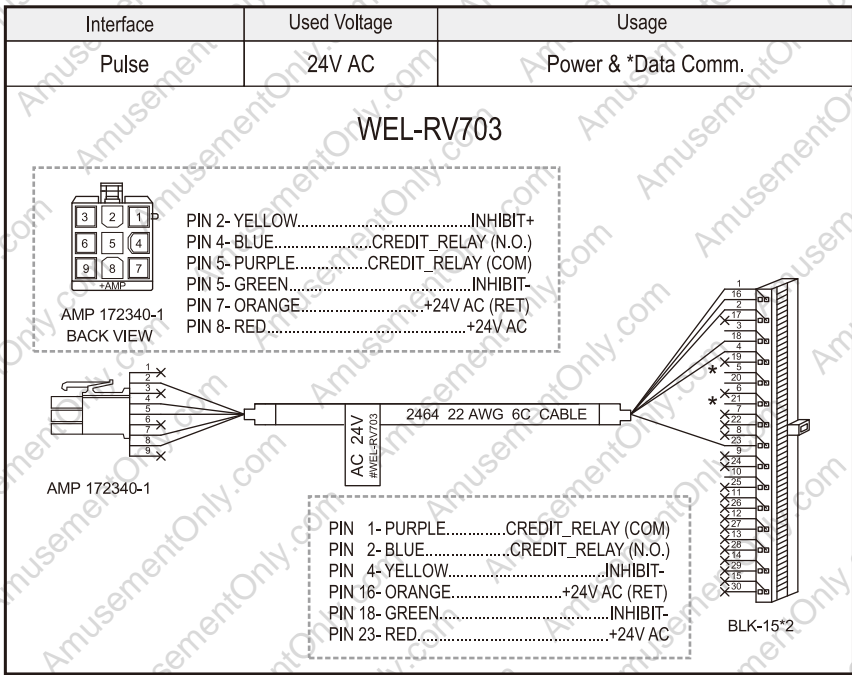 Interface Used Voltage Usage
Pulse 24V AC Power & *Data Comm.
WEL-RV703
3 2 1
6 5 4
9 8 7
+AMP
AMP 172340-1
BACK VIEW
PIN 2- YELLOW..............................INHIBIT+
PIN 4- BLUE.................CREDIT_RELAY (N.O.)
PIN 5- PURPLE.............CREDIT_RELAY (COM)
PIN 5- GREEN................................INHIBIT-
PIN 7- ORANGE......................+24V AC (RET)
PIN 8- RED...................................+24V AC
1
2
3
4
5
6
7
8
9
AMP 172340-1
AC 24V
#WEL-RV703
2464 22 AWG 6C CABLE
1
16
2
17
3
18
4
19
* 5
20
6
* 21
7
22
8
23
9
24
10
25
11
26
12
27
13
28
14
29
15
30
BLK-15*2
PIN 1- PURPLE..........CREDIT_RELAY (COM)
PIN 2- BLUE..............CREDIT_RELAY (N.O.)
PIN 4- YELLOW..........................INHIBIT-
PIN 16- ORANGE..................+24V AC (RET)
PIN 18- GREEN............................INHIBIT-
PIN 23- RED...............................+24V AC
AmusementOnly.com